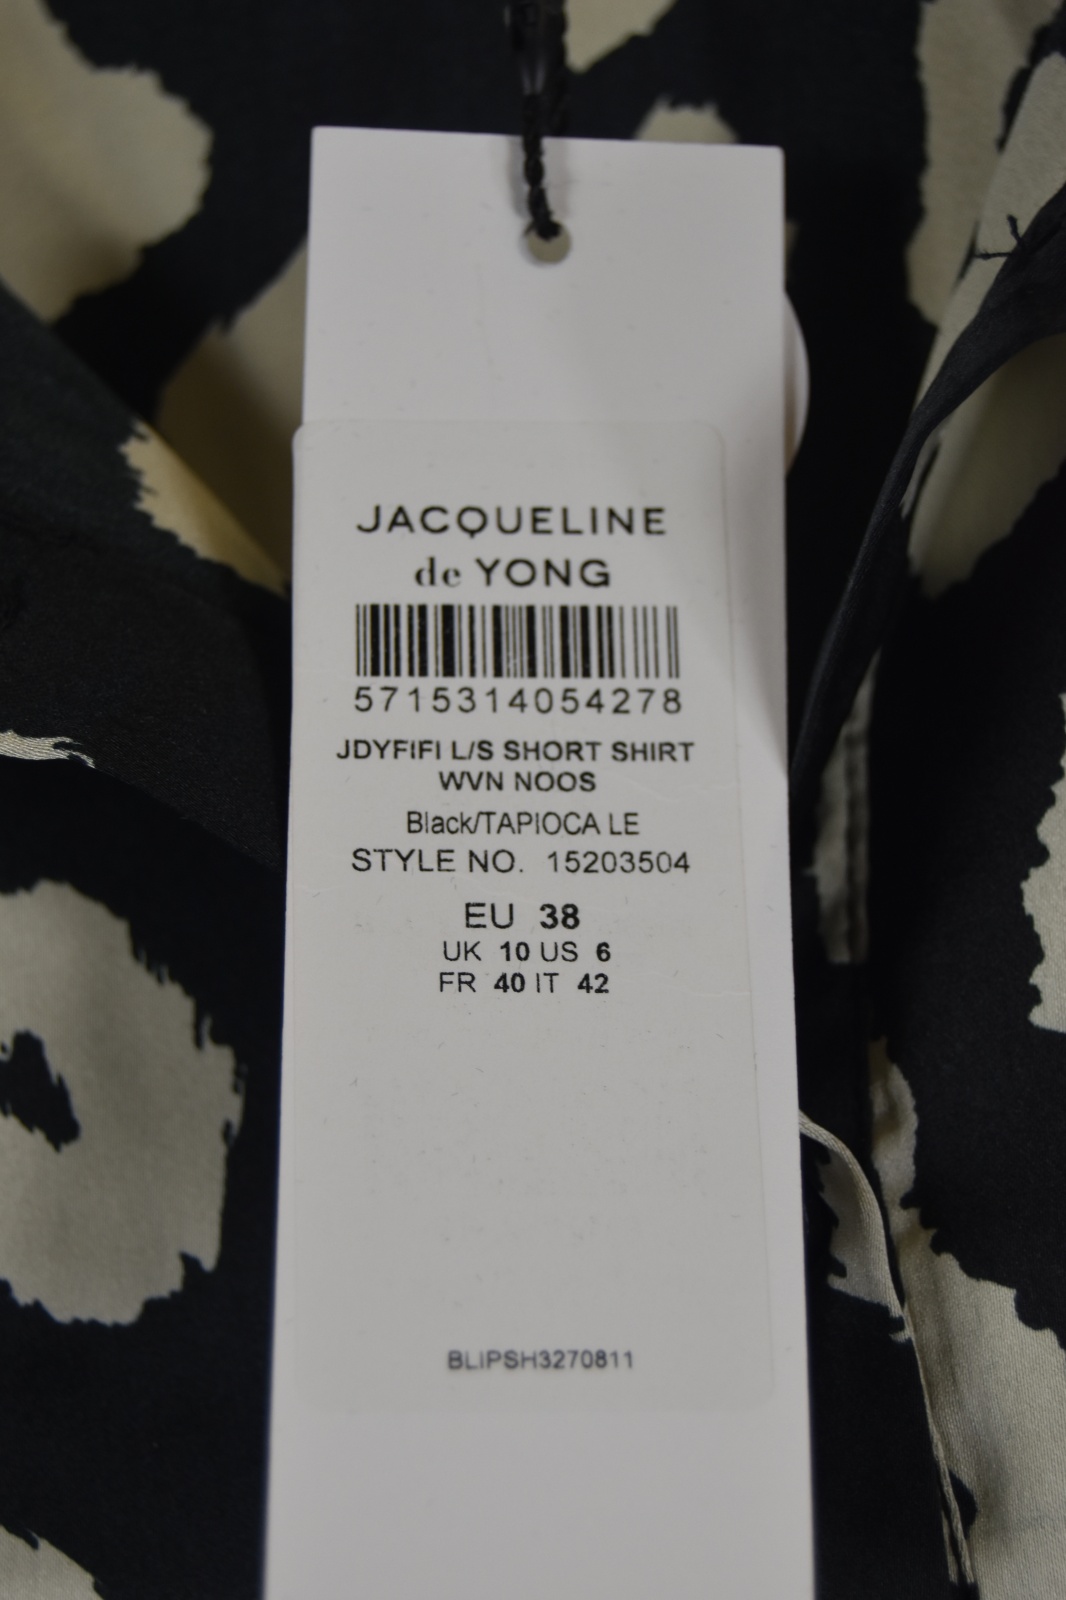 JACQUELINE
de YONG
5715314054278
JDYFIFI L/S SHORT SHIRT
WVN NOOS
Black/TAPIOCA LE
STYLE NO. 15203504
EU 38
UK 10 US 6
FR 40 IT 42
BLIPSH3270811